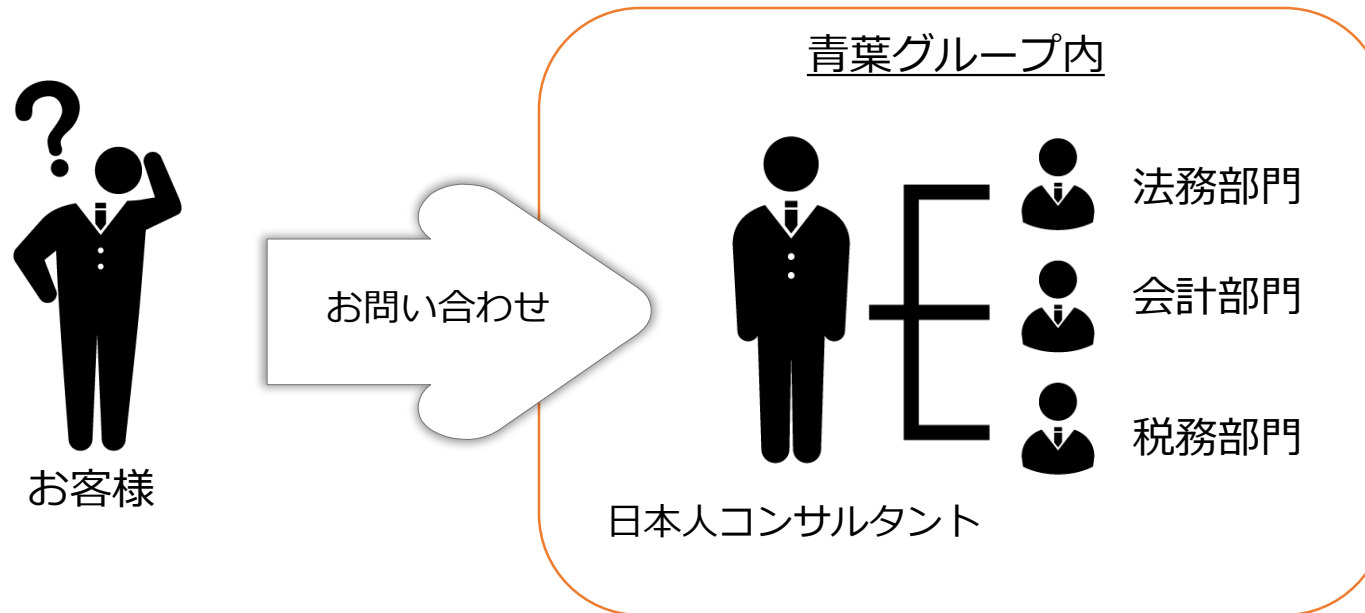 青葉グループ内
法務部門
お問い合わせ
会計部門
税務部門
お客様
日本人コンサルタント